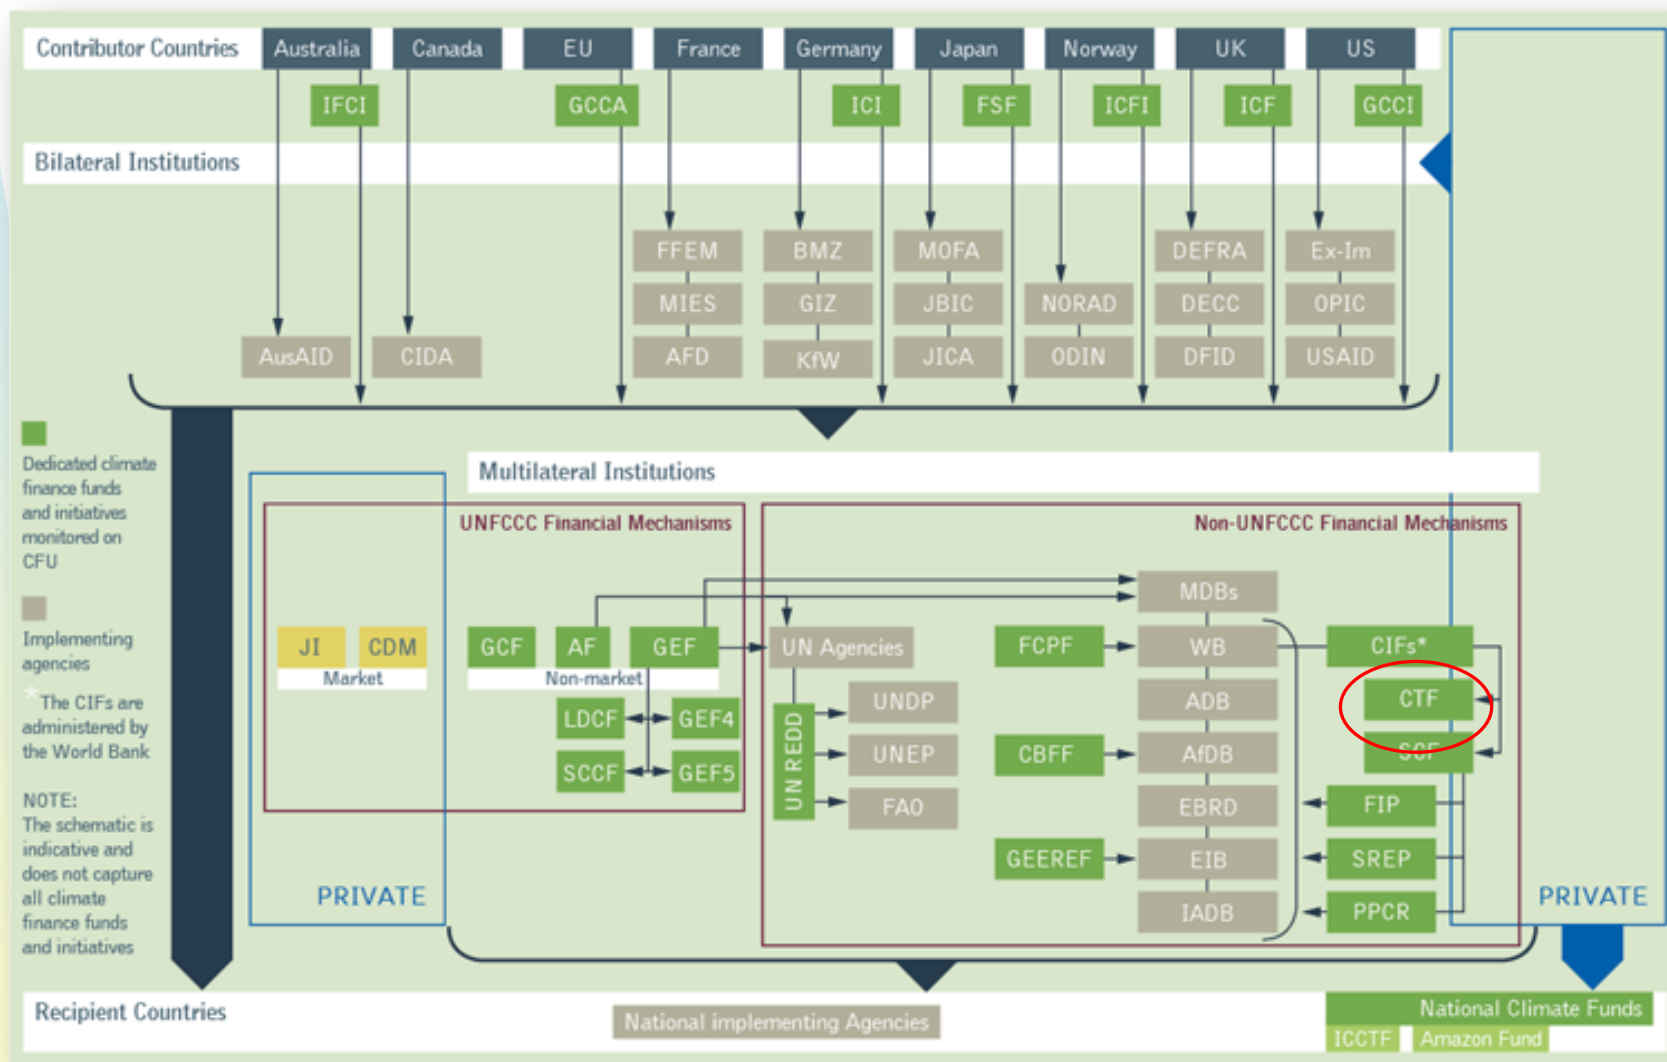 Contributor Countries
Australia
Canada
EU
France
Germany
Japan
Norway
UK
US
IFCI
GCCA
ICI
FSF
ICFI
ICF
GCCI
Bilateral Institutions
FFEM
BMZ
MOFA
DEFRA
Ex-Im
MIES
GIZ
JBIC
NORAD
DECC
OPIC
AusAID
CIDA
AFD
KfW
JICA
ODIN
DFID
USAID
Dedicated climate
finance funds
and initiatives
monitored on
CFU
Implementing
agencies
*The CIFs are
administered by
the World Bank
NOTE:
The schematic is
indicative and
does not capture
all climate
finance funds
and initiatives
Multilateral Institutions
UNFCCC Financial Mechanisms
JI
CDM
Market
GCF
AF
GEF
Non-market
LDCF
GEF4
SCCF
GEF5
PRIVATE
Non-UNFCCC Financial Mechanisms
UN Agencies
UN REDD
UNDP
UNEP
FAO
FCPF
CBFF
GEEREF
MDBs
WB
ADB
AfDB
EBRD
EIB
IADB
CIFs*
CTF
SCF
FIP
SREP
PPCR
PRIVATE
Recipient Countries
National implementing Agencies
National Climate Funds
ICCTF
Amazon Fund